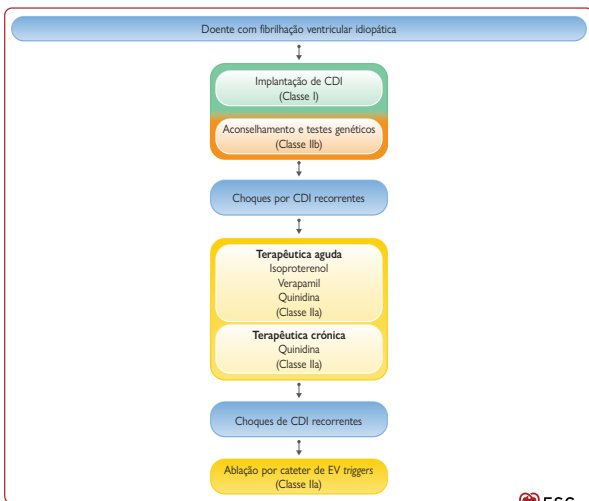 Doente com fibrilhação ventricular idiopática
Implantação de CDI
(Classe I)
Aconselhamento e testes genéticos
(Classe IIb)
Choques por CDI recorrentes
Terapêutica aguda
Isoproterenol
Verapamil
Quinidina
(Classe IIa)
Terapêutica crónica
Quinidina
(Classe IIa)
Choques de CDI recorrentes
Ablação por cateter de EV triggers
(Classe IIa)
ESC